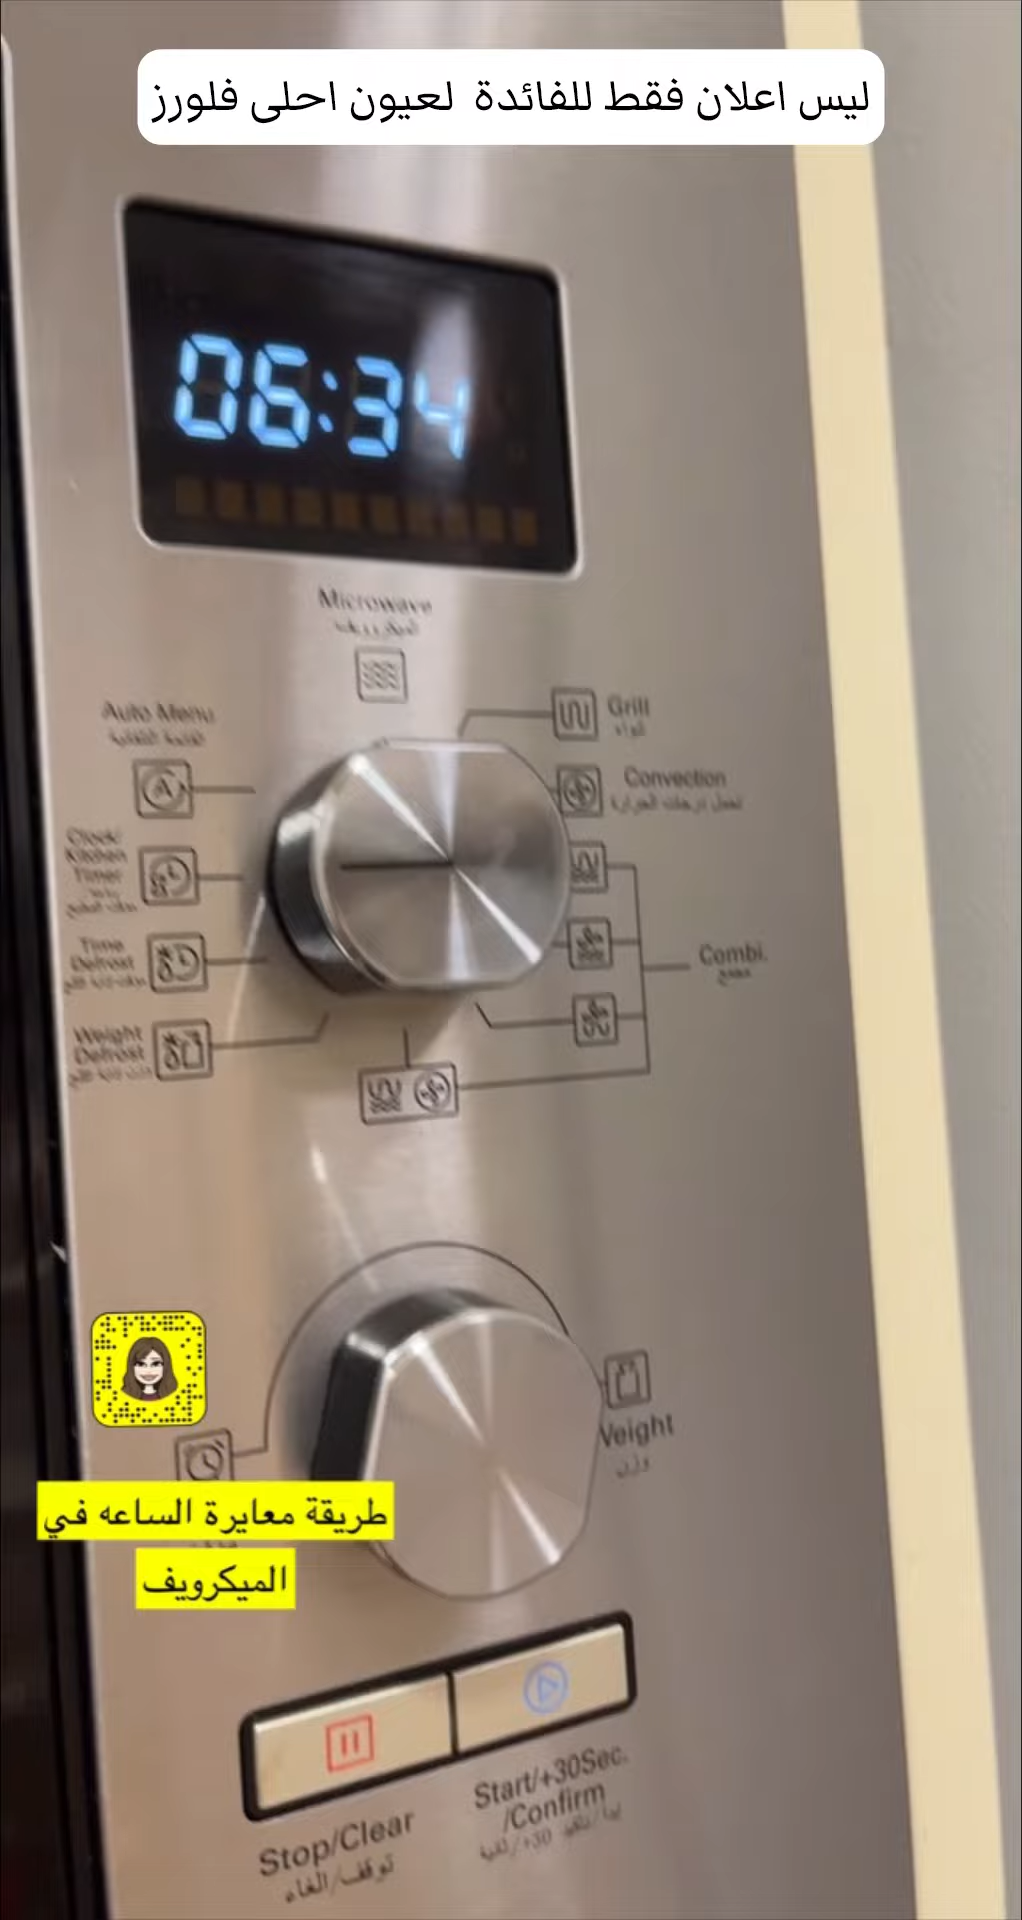 ليس اعلان فقط للفائدة لعيون احلى فلورز
06:34
Microwave
Auto Menu
Grill
Convection
Clock/
Kitchen
Timer
Time
Defrost
Combi.
Weight
Defrost
Weight
وزن
طريقة معايرة الساعه في
الميكرويف
Start/+30Sec.
/Confirm
Stop/Clear
توقف/الغاء